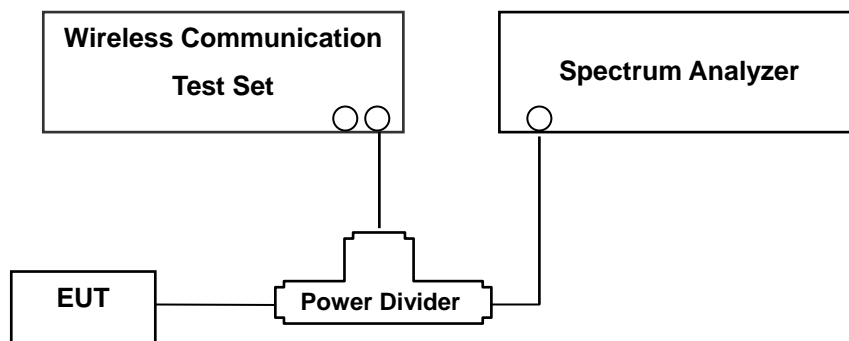 Wireless Communication
Test Set
Spectrum Analyzer
EUT
Power Divider